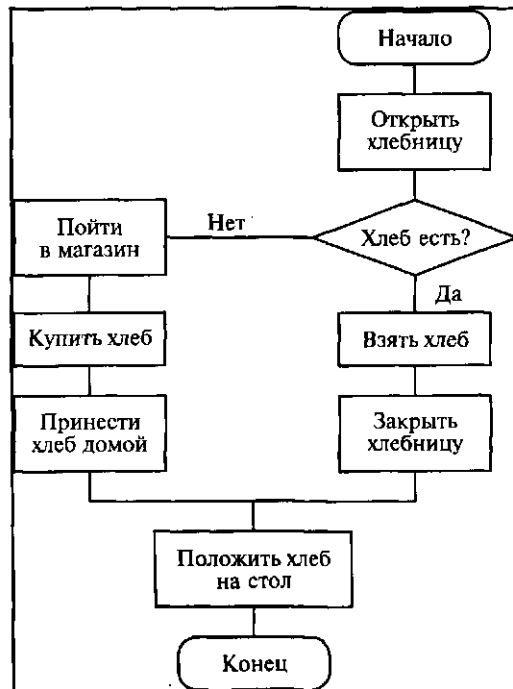 Начало
Открыть
хлебницу
Хлеб есть?
Нет
Пойти
в магазин
Да
Купить хлеб
Взять хлеб
Принести
хлеб домой
Закрыть
хлебницу
Положить хлеб
на стол
Конец